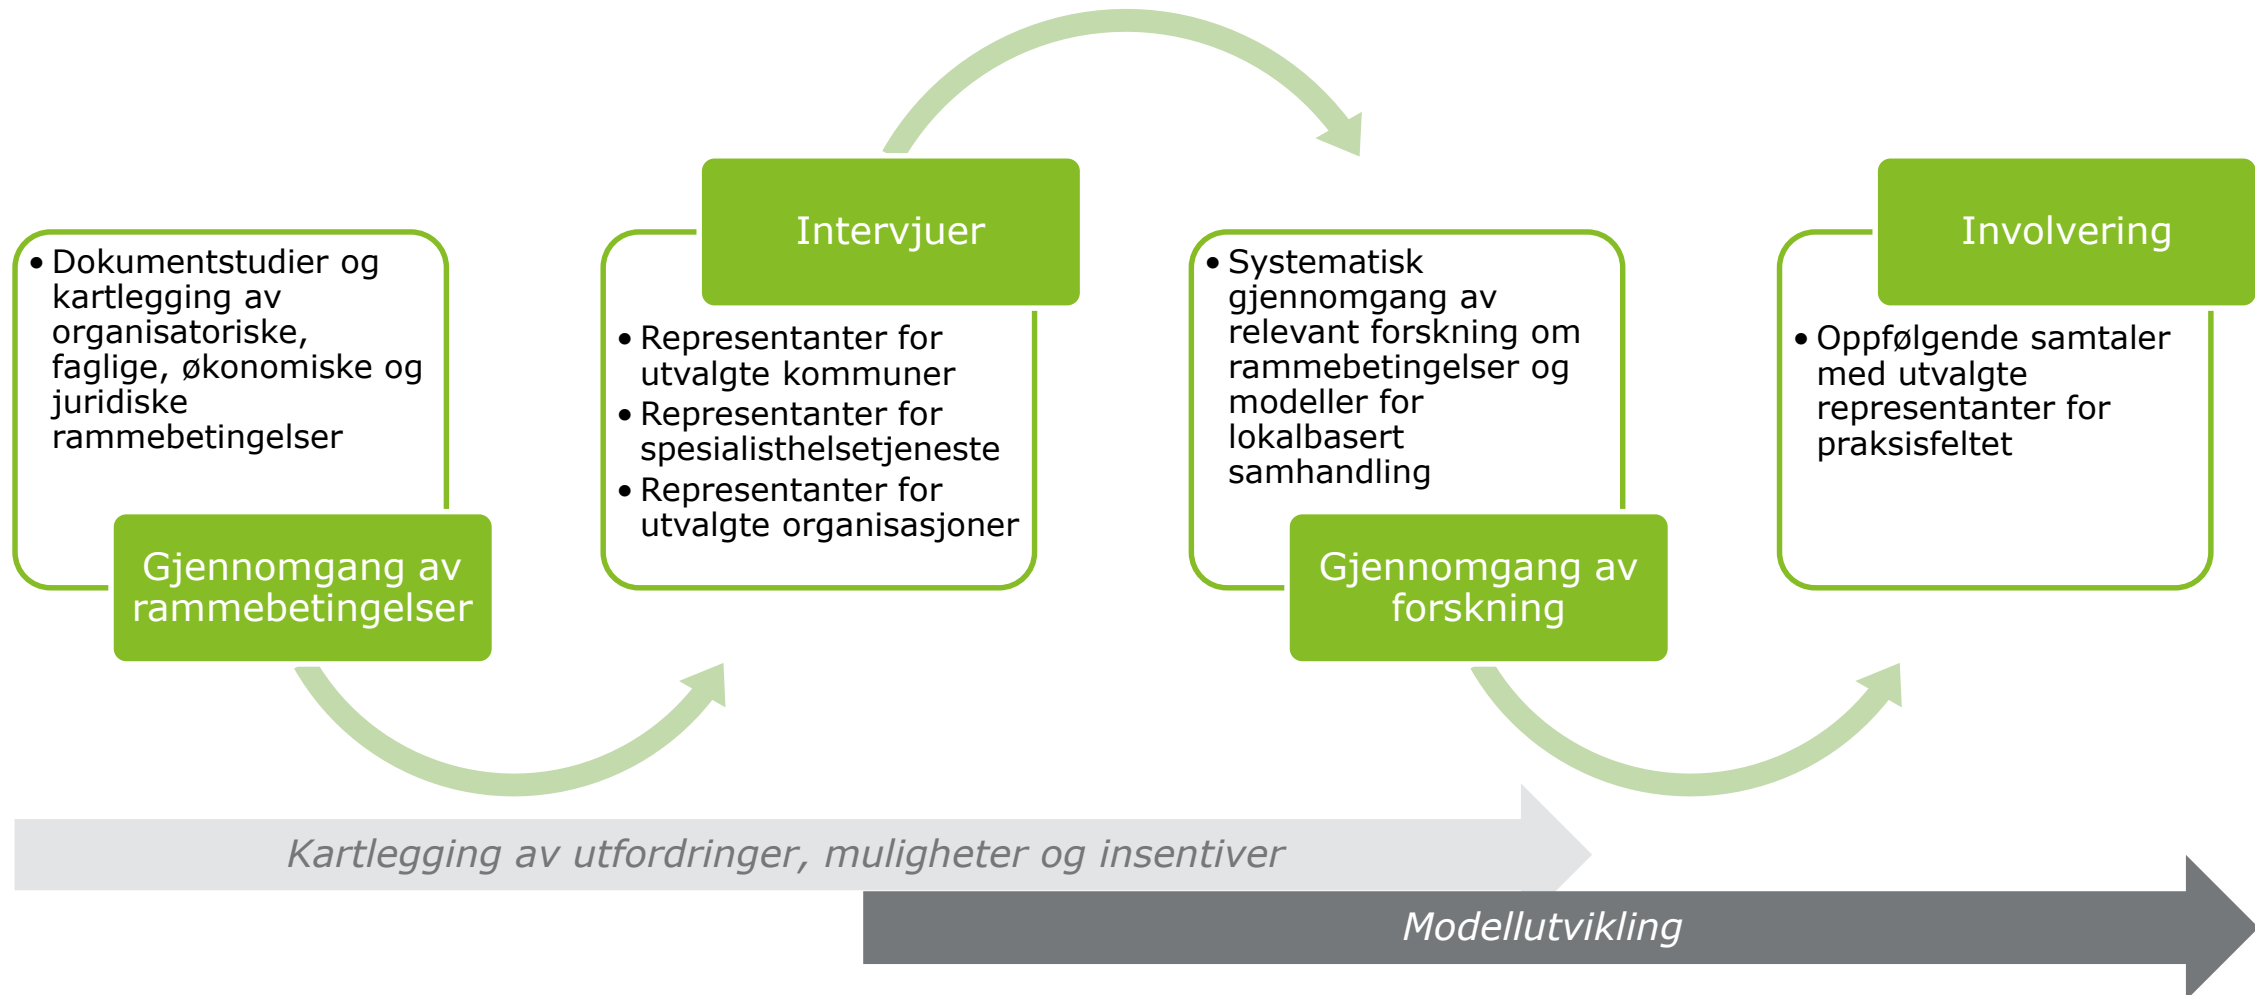 • Dokumentstudier og
kartlegging av
organisatoriske,
faglige, økonomiske og
juridiske
rammebetingelser
Gjennomgang av
rammebetingelser
Intervjuer
• Representanter for
utvalgte kommuner
• Representanter for
spesialisthelsetjeneste
• Representanter for
utvalgte organisasjoner
• Systematisk
gjennomgang av
relevant forskning om
rammebetingelser og
modeller for
lokalbasert
samhandling
Gjennomgang av
forskning
Involvering
• Oppfølgende samtaler
med utvalgte
representanter for
praksisfeltet
Kartlegging av utfordringer, muligheter og insentiver
Modellutvikling